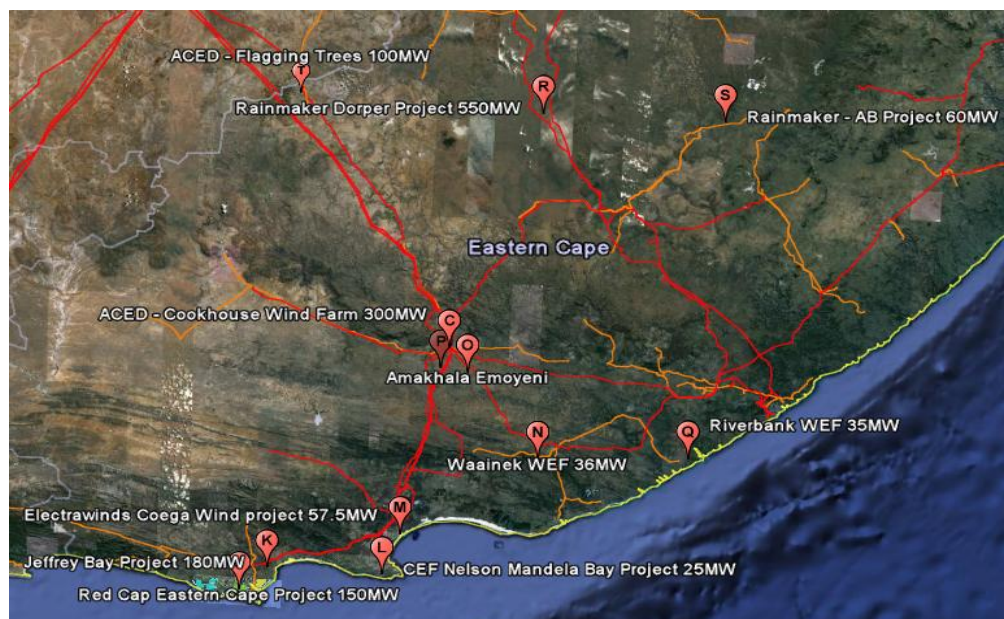 ACED - Flagging Trees 100MW
T
R
Rainmaker Dorper Project 550MW
S
Rainmaker - AB Project 60MW
Eastern Cape
ACED - Cookhouse Wind Farm 300MW
C
P
O
Amakhala Emoyeni
N
Q
Riverbank WEF 35MW
Waainek WEF 36MW
Electrawinds Coega Wind project 57.5MW
M
K
L
Jeffrey Bay Project 180MW
CEF Nelson Mandela Bay Project 25MW
Red Cap Eastern Cape Project 150MW